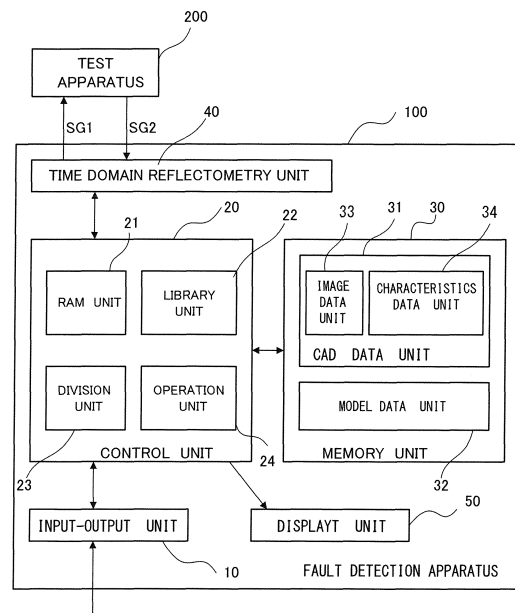 200
TEST
APPARATUS
SG1
SG2
40
100
TIME DOMAIN REFLECTOMETRY UNIT
20
21
22
33
31
30
34
RAM UNIT
LIBRARY
UNIT
IMAGE
DATA
UNIT
CHARACTERISTICS
DATA UNIT
CAD DATA UNIT
DIVISION
UNIT
OPERATION
UNIT
MODEL DATA UNIT
23
CONTROL UNIT
24
MEMORY UNIT
32
INPUT-OUTPUT UNIT
DISPLAYT UNIT
50
10
FAULT DETECTION APPARATUS